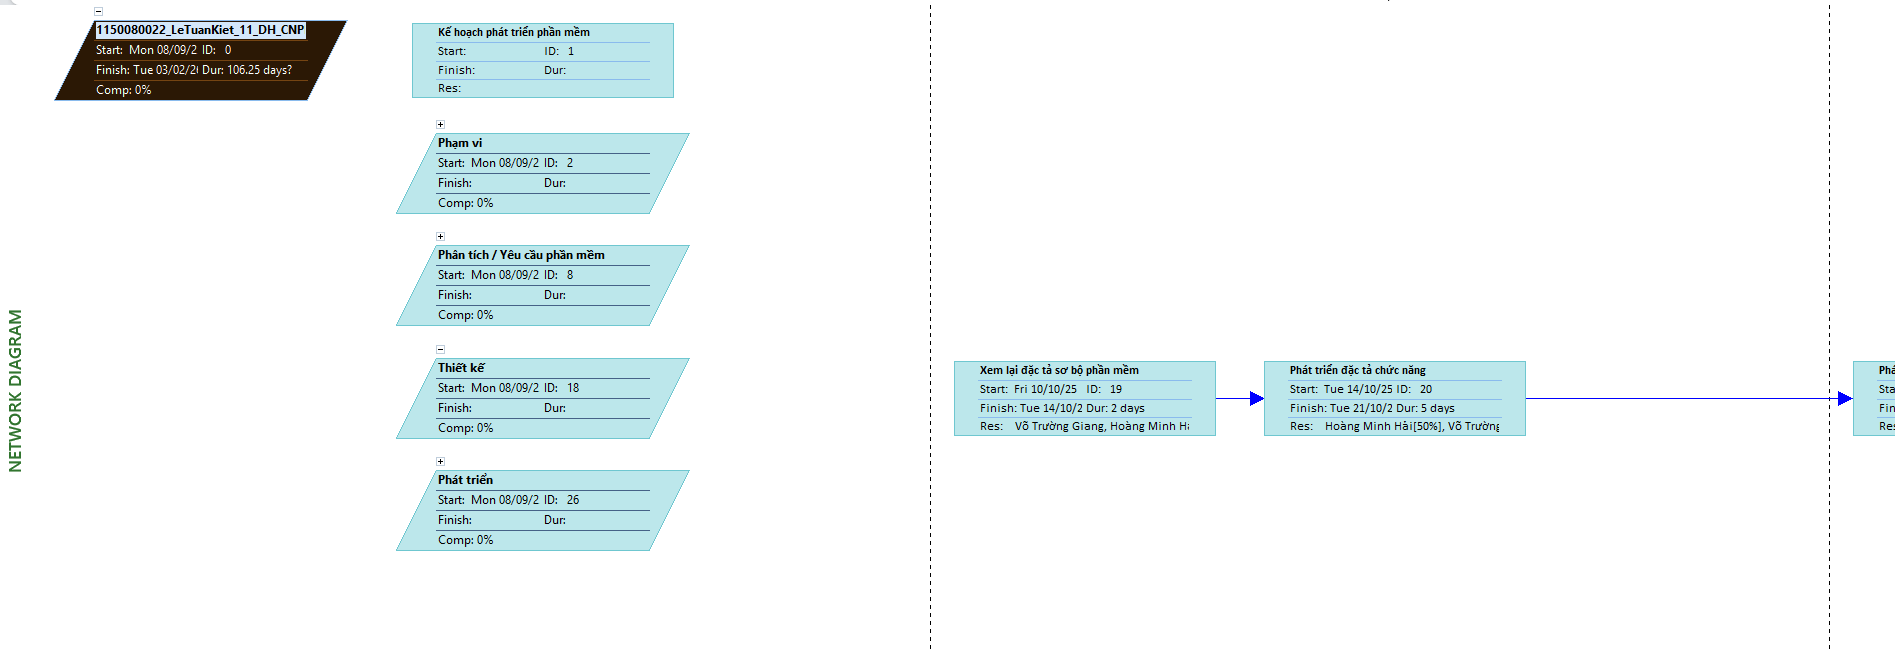 NETWORK DIAGRAM
1150080022_LeTuanKiet_11_DH_CNP
Start: Mon 08/09/2 ID: 0
Finish: Tue 03/02/2 Dur: 106.25 days?
Comp: 0%
Kế hoạch phát triển phần mềm
Start: ID: 1
Finish: Dur:
Res:
Phạm vi
Start: Mon 08/09/2 ID: 2
Finish: Dur:
Comp: 0%
Phân tích / Yêu cầu phần mềm
Start: Mon 08/09/2 ID: 8
Finish: Dur:
Comp: 0%
Thiết kế
Start: Mon 08/09/2 ID: 18
Finish: Dur:
Comp: 0%
Phát triển
Start: Mon 08/09/2 ID: 26
Finish: Dur:
Comp: 0%
Xem lại đặc tả sơ bộ phần mềm
Start: Fri 10/10/25 ID: 19
Finish: Tue 14/10/2 Dur: 2 days
Res: Võ Trường Giang, Hoàng Minh H
Phát triển đặc tả chức năng
Start: Tue 14/10/25 ID: 20
Finish: Tue 21/10/2 Dur: 5 days
Res: Hoàng Minh Hải[50%], Võ Trường
Phá
Sta
Fin
Res